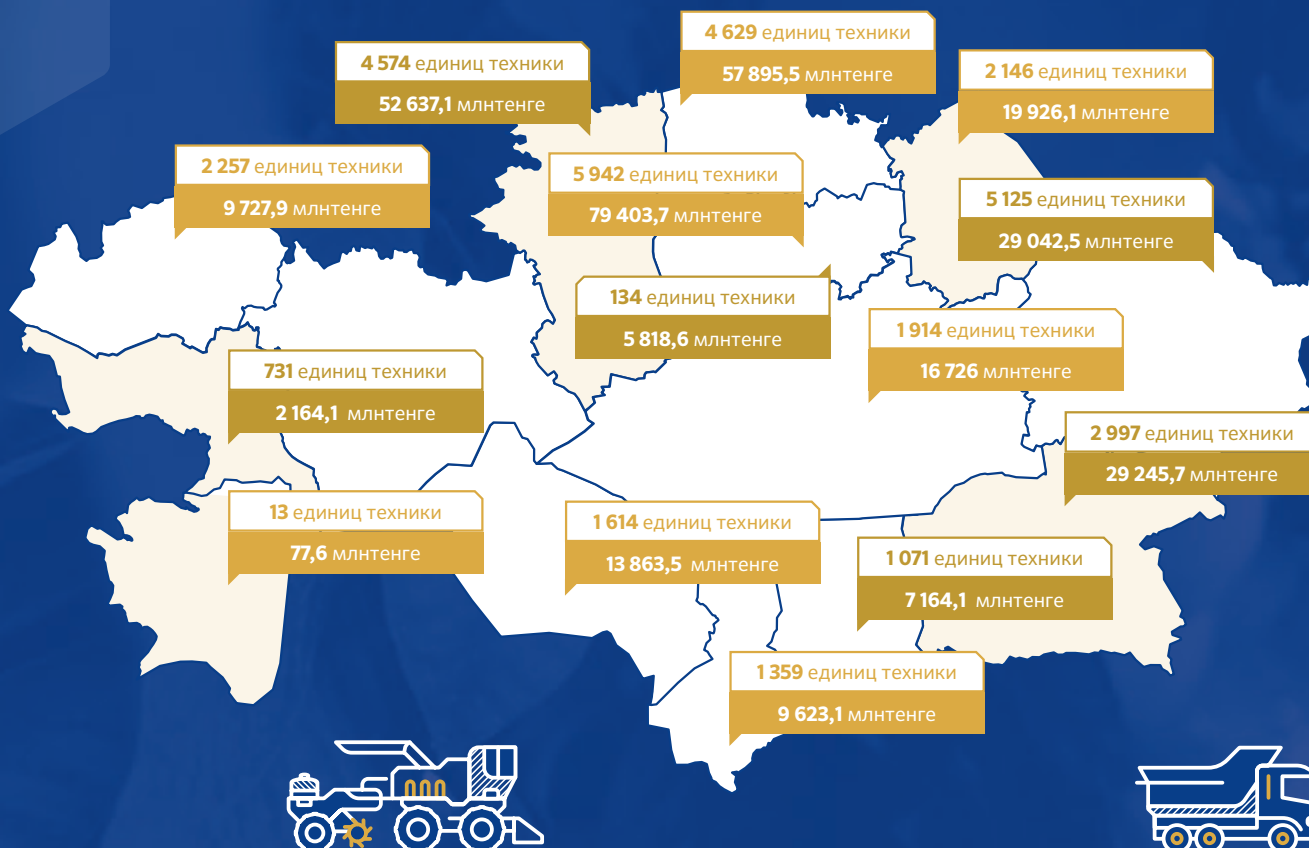 4 629 единиц техники
57 895,5 млнтенге
4 574 единиц техники
52 637,1 млнтенге
2 146 единиц техники
19 926,1 млнтенге
2 257 единиц техники
9 727,9 млнтенге
5 942 единиц техники
79 403,7 млнтенге
5 125 единиц техники
29 042,5 млнтенге
134 единиц техники
5 818,6 млнтенге
1 914 единиц техники
16 726 млнтенге
731 единиц техники
2 164,1 млнтенге
2 997 единиц техники
29 245,7 млнтенге
13 единиц техники
77,6 млнтенге
1 614 единиц техники
13 863,5 млнтенге
1 071 единиц техники
7 164,1 млнтенге
1 359 единиц техники
9 623,1 млнтенге